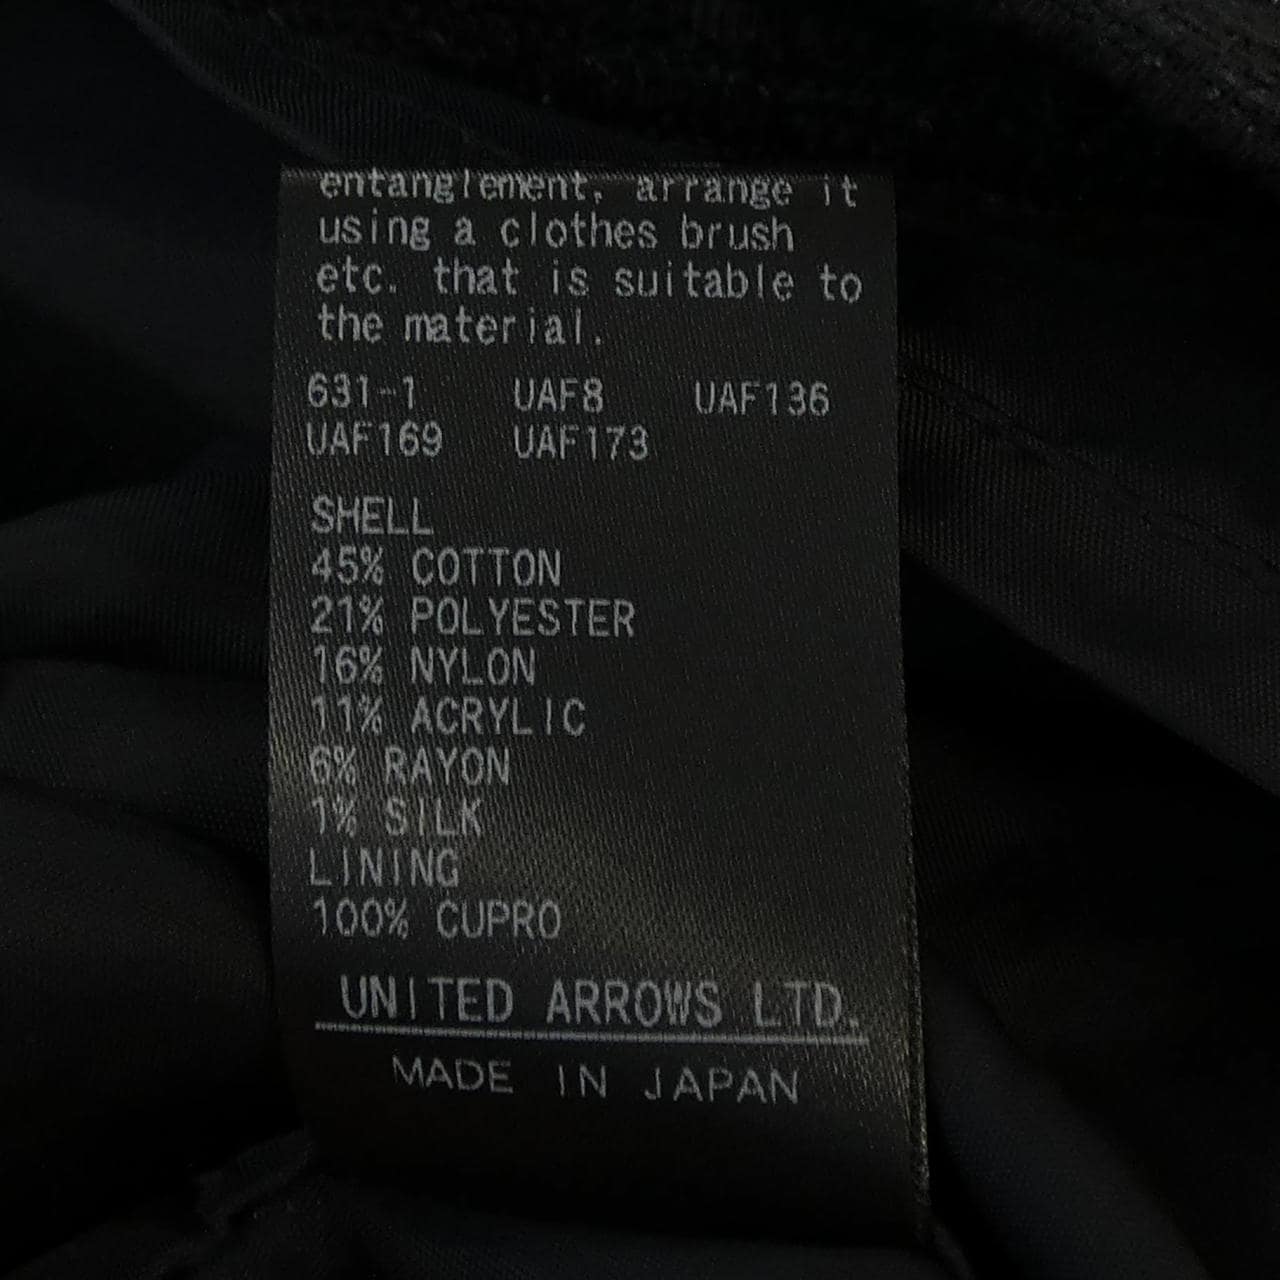 entanglement, arrange it
using a clothes brush
etc. that is suitable to
the material.
631-1 UAF8 UAF136
UAF169 UAF173
SHELL
45% COTTON
21% POLYESTER
16% NYLON
11% ACRYLIC
6% RAYON
1% SILK
LINING
100% CUPRO
UNITED ARROWS LTD.
MADE IN JAPAN